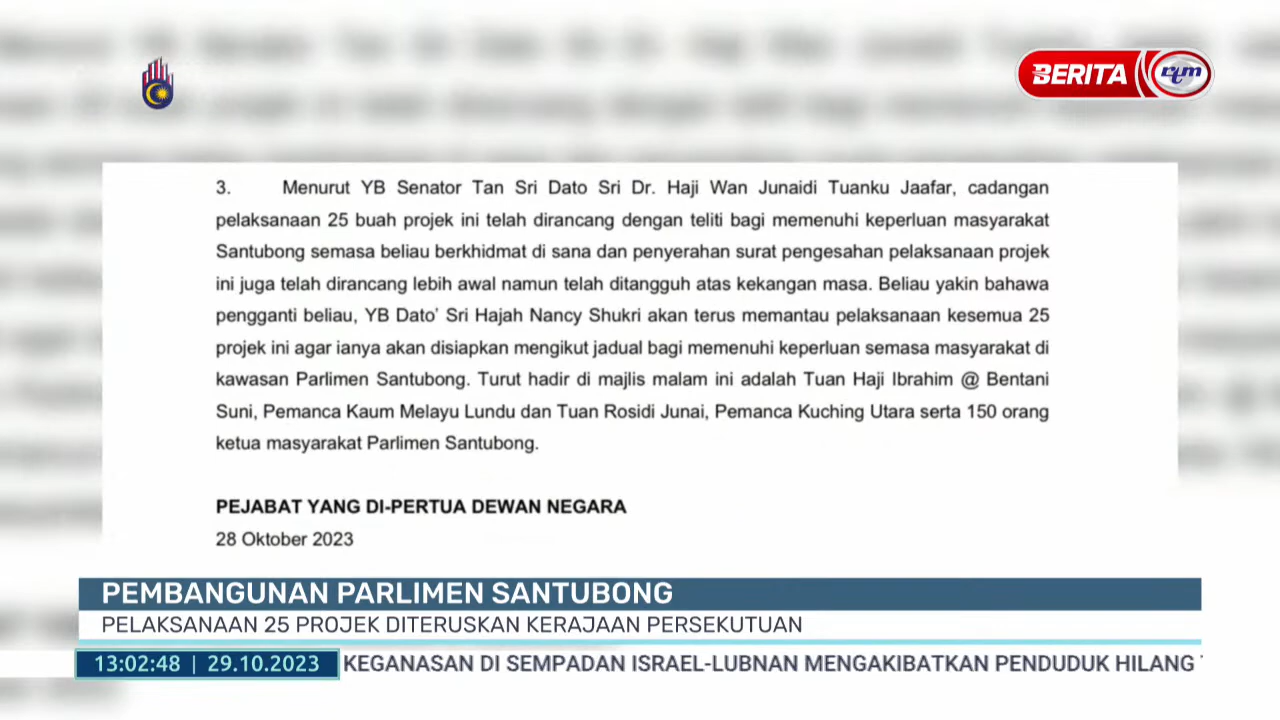 BERITA rtm
3. Menurut YB Senator Tan Sri Dato Sri Dr. Haji Wan Junaidi Tuanku Jaafar, cadangan
pelaksanaan 25 buah projek ini telah dirancang dengan teliti bagi memenuhi keperluan masyarakat
Santubong semasa beliau berkhidmat di sana dan penyerahan surat pengesahan pelaksanaan projek
ini juga telah dirancang lebih awal namun telah ditangguh atas kekangan masa. Beliau yakin bahawa
pengganti beliau, YB Dato' Sri Hajah Nancy Shukri akan terus memantau pelaksanaan kesemua 25
projek ini agar ianya akan disiapkan mengikut jadual bagi memenuhi keperluan semasa masyarakat di
kawasan Parlimen Santubong. Turut hadir di majlis malam ini adalah Tuan Haji Ibrahim @ Bentani
Suni, Pemanca Kaum Melayu Lundu dan Tuan Rosidi Junai, Pemanca Kuching Utara serta 150 orang
ketua masyarakat Parlimen Santubong.
PEJABAT YANG DI-PERTUA DEWAN NEGARA
28 Oktober 2023
PEMBANGUNAN PARLIMEN SANTUBONG
PELAKSANAAN 25 PROJEK DITERUSKAN KERAJAAN PERSEKUTUAN
13:02:48 | 29.10.2023 KEGANASAN DI SEMPADAN ISRAEL-LUBNAN MENGAKIBATKAN PENDUDUK HILANG